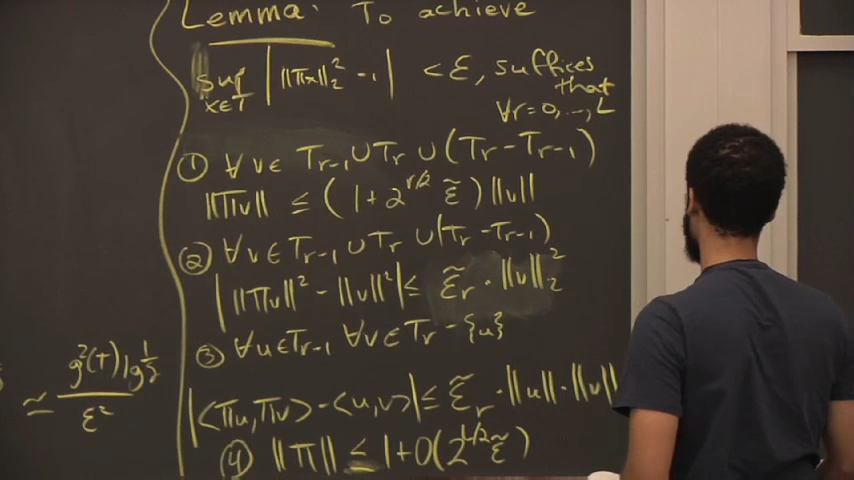 Lemma: To achieve
sup | ||Πx||₂² - 1 | < ε, suffices
x∈T
that
∀r=0,...,L
① ∀v∈ T_{r-1} ∪ T_r ∪ (T_r - T_{r-1})
||Πv|| ≤ (1+2^{r/2} ε̃) ||v||
② ∀v∈T_{r-1} ∪ T_r ∪ (T_r - T_{r-1})
| ||Πv||² - ||v||² | ≤ ε̃_r · ||v||₂²
③ ∀u∈T_{r-1} ∀v∈T_r - {u}
|<Πu,Πv> - <u,v>| ≤ ε̃_r · ||u|| · ||v||
④ ||Π|| ≤ 1+O(2^{L/2} ε̃)
≃ g²(T) lg 1/δ
ε²